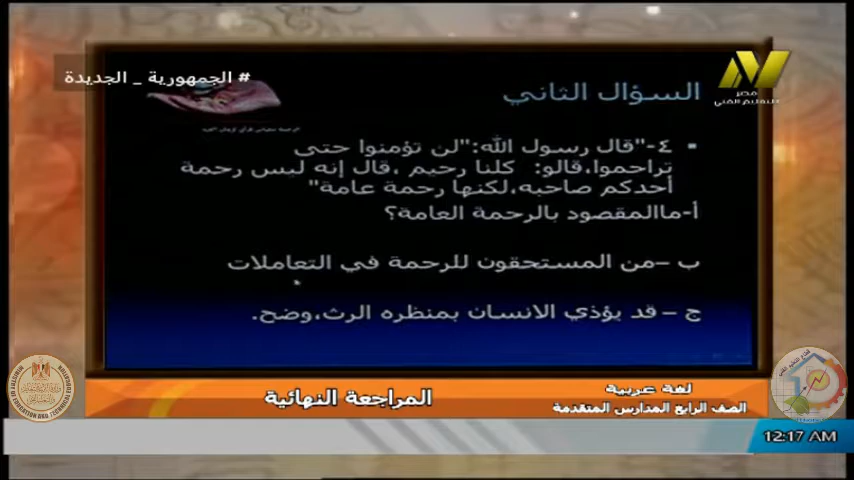 # الجمهورية _ الجديدة
مصر
للتعليم الفني
السؤال الثاني
٤-"قال رسول الله:"لن تؤمنوا حتى
تراحموا،قالو: كلنا رحيم ،قال إنه ليس رحمة
أحدكم صاحبه،لكنها رحمة عامة"
أ-ماالمقصود بالرحمة العامة؟
ب –من المستحقون للرحمة في التعاملات
ج – قد يؤذي الانسان بمنظره الرث،وضح.
لغة عربية
الصف الرابع المدارس المتقدمة
المراجعة النهائية
12:17 AM